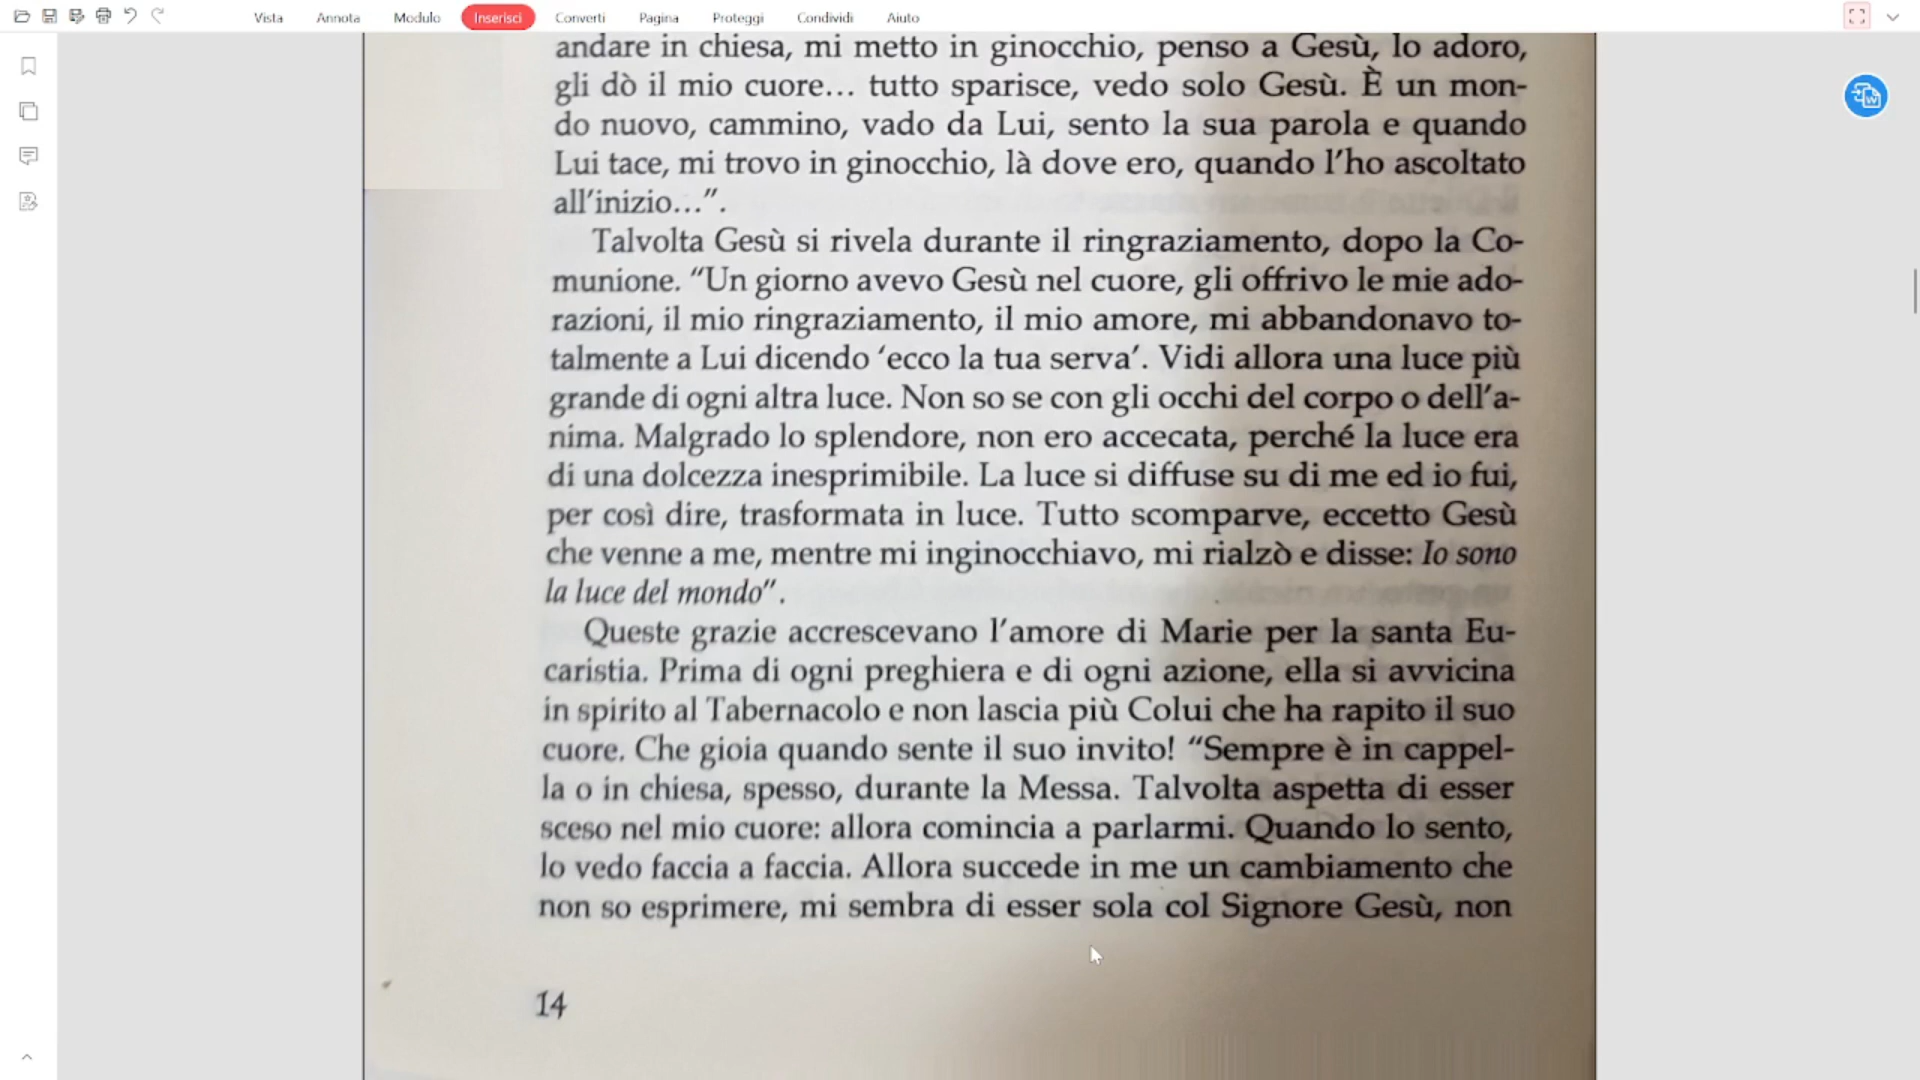 Vista Annota Modulo Inserisci Converti Pagina Proteggi Condividi Aiuto
andare in chiesa, mi metto in ginocchio, penso a Gesù, lo adoro,
gli dò il mio cuore... tutto sparisce, vedo solo Gesù. È un mon-
do nuovo, cammino, vado da Lui, sento la sua parola e quando
Lui tace, mi trovo in ginocchio, là dove ero, quando l'ho ascoltato
all'inizio...”.
Talvolta Gesù si rivela durante il ringraziamento, dopo la Co-
munione. “Un giorno avevo Gesù nel cuore, gli offrivo le mie ado-
razioni, il mio ringraziamento, il mio amore, mi abbandonavo to-
talmente a Lui dicendo ‘ecco la tua serva’. Vidi allora una luce più
grande di ogni altra luce. Non so se con gli occhi del corpo o dell'a-
nima. Malgrado lo splendore, non ero accecata, perché la luce era
di una dolcezza inesprimibile. La luce si diffuse su di me ed io fui,
per così dire, trasformata in luce. Tutto scomparve, eccetto Gesù
che venne a me, mentre mi inginocchiavo, mi rialzò e disse: Io sono
la luce del mondo”.
Queste grazie accrescevano l'amore di Marie per la santa Eu-
caristia. Prima di ogni preghiera e di ogni azione, ella si avvicina
in spirito al Tabernacolo e non lascia più Colui che ha rapito il suo
cuore. Che gioia quando sente il suo invito! “Sempre è in cappel-
la o in chiesa, spesso, durante la Messa. Talvolta aspetta di esser
sceso nel mio cuore: allora comincia a parlarmi. Quando lo sento,
lo vedo faccia a faccia. Allora succede in me un cambiamento che
non so esprimere, mi sembra di esser sola col Signore Gesù, non
14